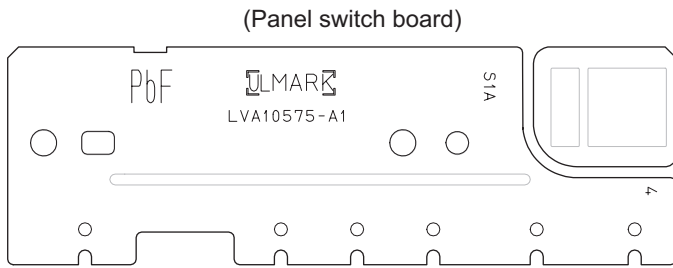 (Panel switch board)
PbF
ULMARK
S1A
LVA10575-A1
4